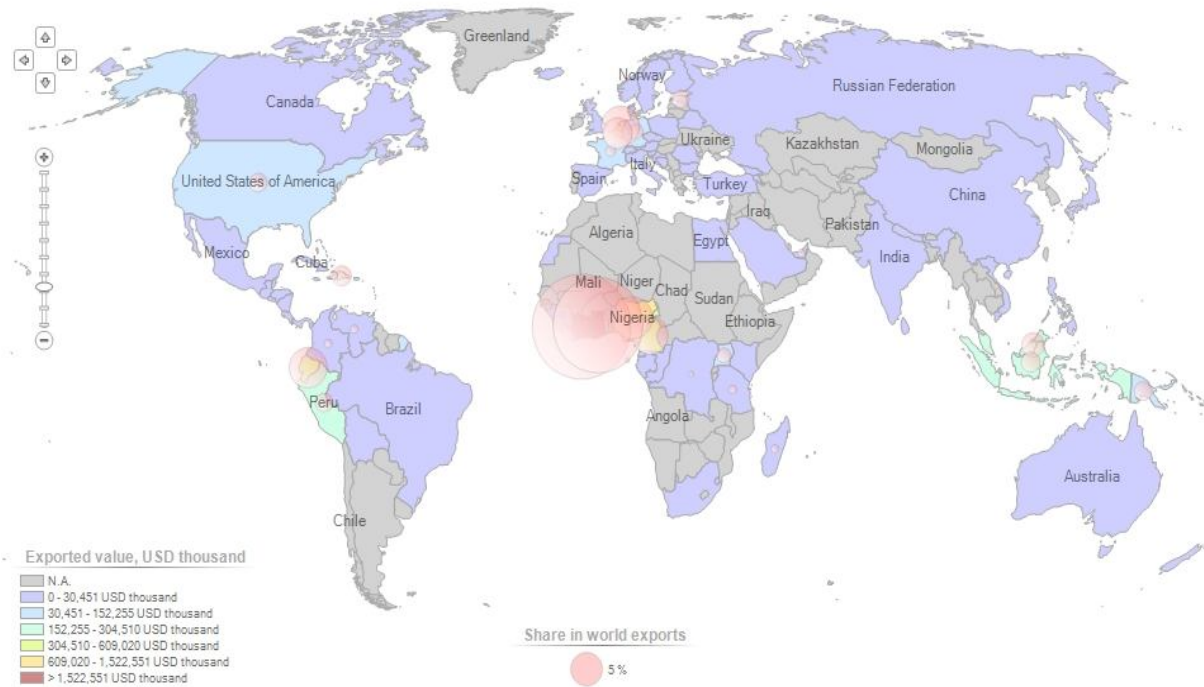 Greenland
Norway
Russian Federation
Canada
Ukraine
Kazakhstan
Mongolia
Italy
United States of America
Spain
Turkey
China
Iraq
Pakistan
Algeria
Egypt
Mexico
India
Cuba
Mali
Niger
Chad
Sudan
Nigeria
Ethiopia
Peru
Brazil
Angola
Australia
Chile
Exported value, USD thousand
N.A.
0 - 30,451 USD thousand
30,451 - 152,255 USD thousand
152,255 - 304,510 USD thousand
304,510 - 609,020 USD thousand
609,020 - 1,522,551 USD thousand
> 1,522,551 USD thousand
Share in world exports
5 %